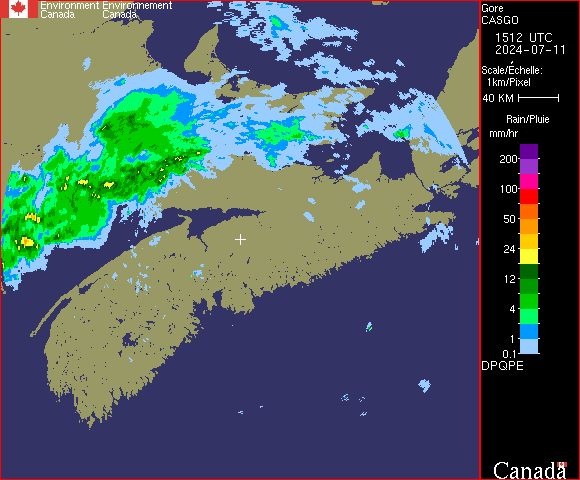 Environment Environnement
Canada Canada
Gore
CASGO
1512 UTC
2024-07-11
Scale/Échelle:
1km/Pixel
40 KM
Rain/Pluie
mm/hr
200
100
50
24
12
4
1
0.1
DPQPE
Canada